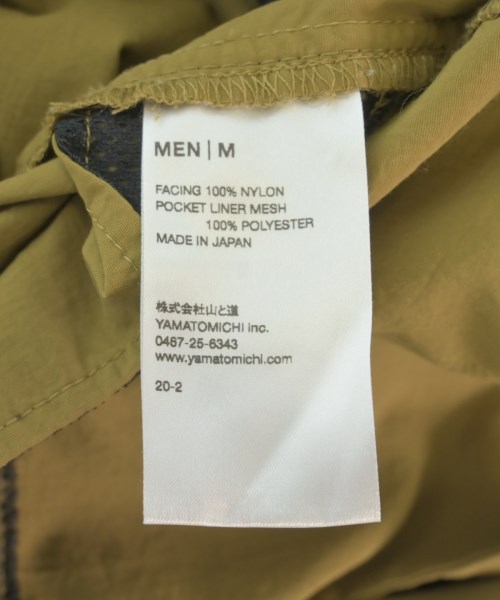 MEN | M
FACING 100% NYLON
POCKET LINER MESH
100% POLYESTER
MADE IN JAPAN
株式会社山と道
YAMATOMICHI inc.
0467-25-6343
www.yamatomichi.com
20-2